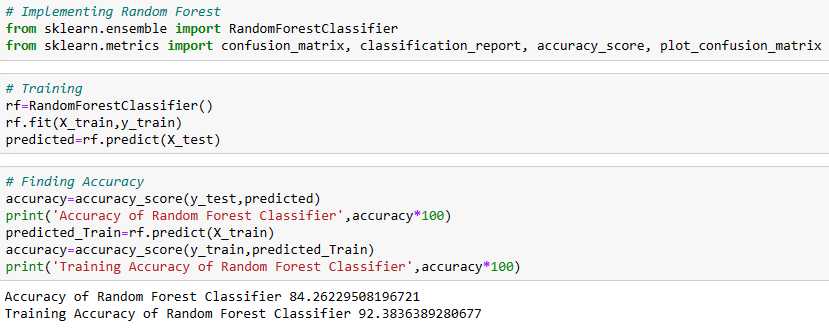 # Implementing Random Forest
from sklearn.ensemble import RandomForestClassifier
from sklearn.metrics import confusion_matrix, classification_report, accuracy_score, plot_confusion_matrix
# Training
rf=RandomForestClassifier()
rf.fit(X_train,y_train)
predicted=rf.predict(X_test)
# Finding Accuracy
accuracy=accuracy_score(y_test,predicted)
print('Accuracy of Random Forest Classifier',accuracy*100)
predicted_Train=rf.predict(X_train)
accuracy=accuracy_score(y_train,predicted_Train)
print('Training Accuracy of Random Forest Classifier',accuracy*100)
Accuracy of Random Forest Classifier 84.26229508196721
Training Accuracy of Random Forest Classifier 92.3836389280677